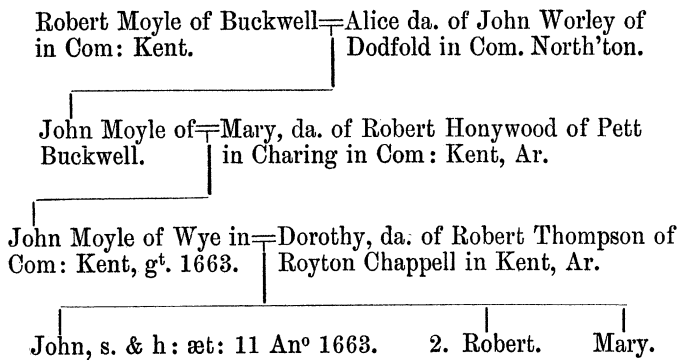 Robert Moyle of Buckwell=Alice da. of John Worley of
in Com: Kent. Dodfold in Com. North'ton.
John Moyle of=Mary, da. of Robert Honywood of Pett
Buckwell. in Charing in Com: Kent, Ar.
John Moyle of Wye in=Dorothy, da. of Robert Thompson of
Com: Kent, gᵗ. 1663. Royton Chappell in Kent, Ar.
John, s. & h: æt: 11 Anº 1663. 2. Robert. Mary.